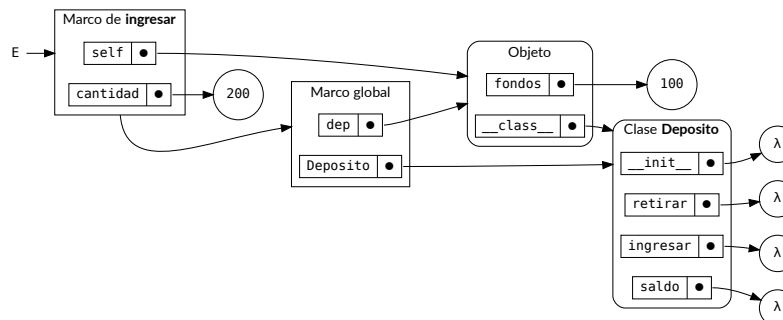 Marco de ingresar
E
self
cantidad
200
Marco global
dep
Deposito
Objeto
fondos
__class__
100
Clase Deposito
__init__
retirar
ingresar
saldo
λ
λ
λ
λ